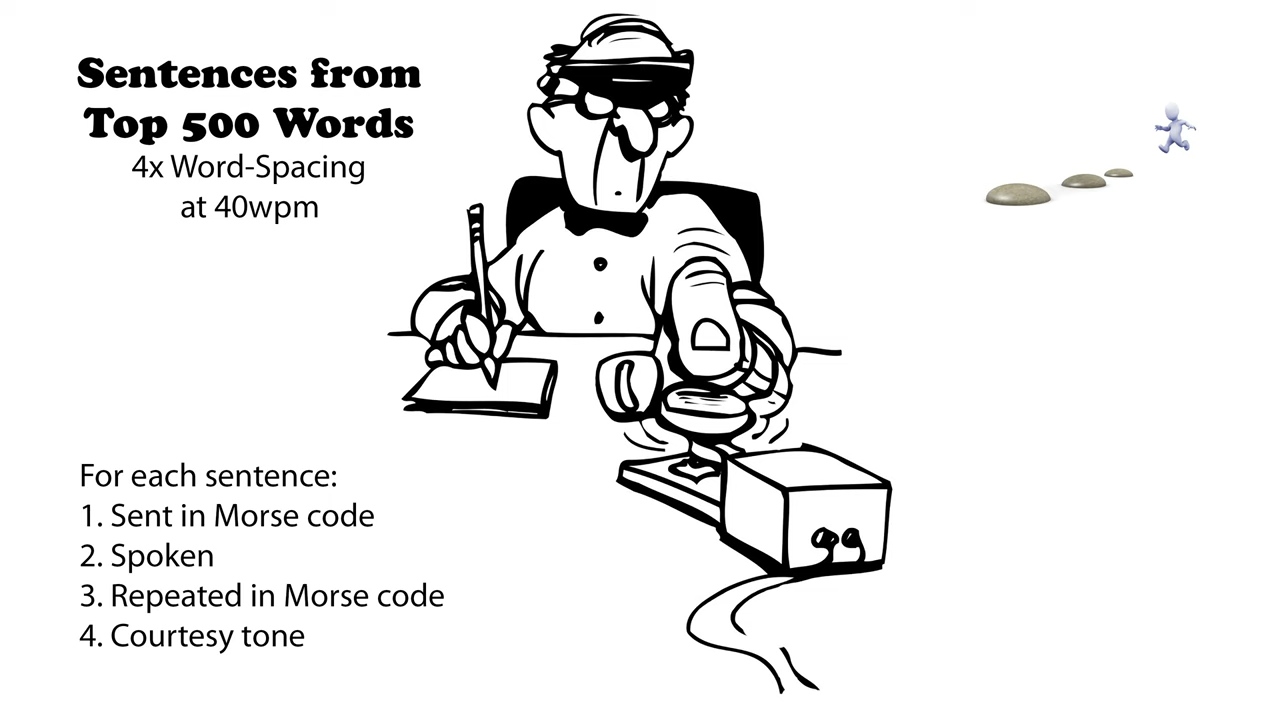 Sentences from
Top 500 Words
4x Word-Spacing
at 40wpm
For each sentence:
1. Sent in Morse code
2. Spoken
3. Repeated in Morse code
4. Courtesy tone